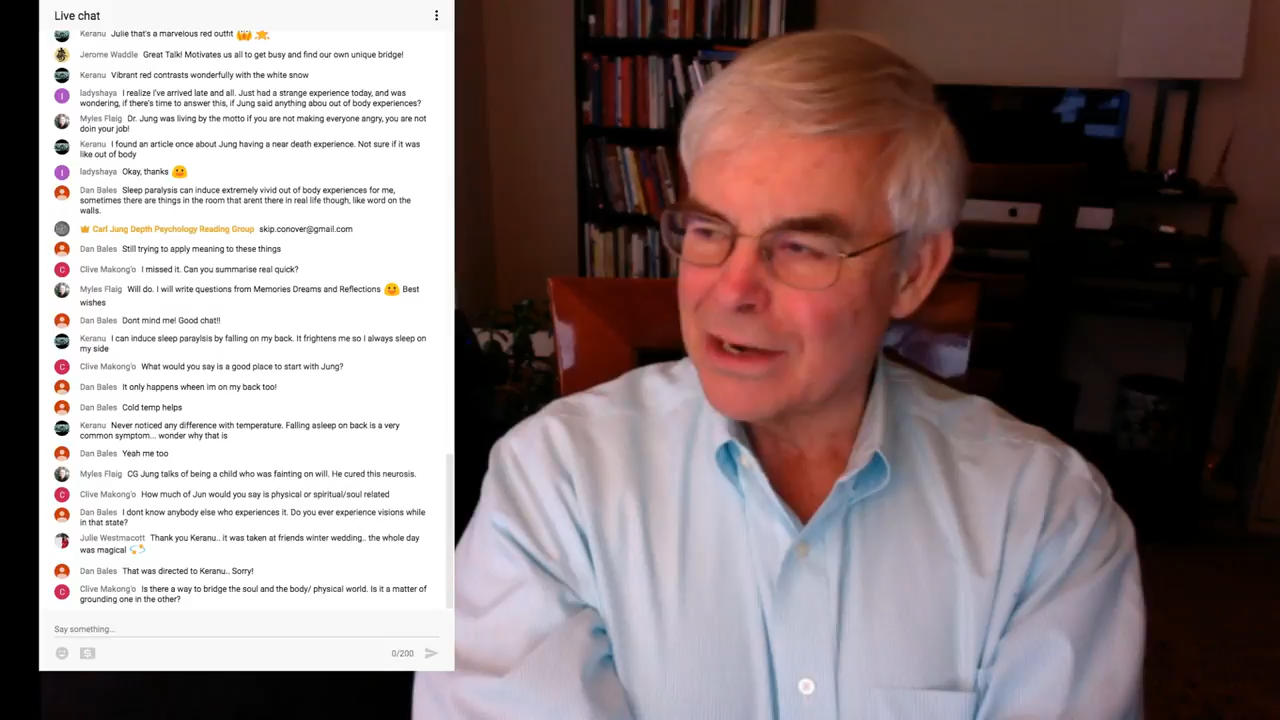 Live chat
Keranu Julie that's a marvelous red outfit
Jerome Waddle Great Talk! Motivates us all to get busy and find our own unique bridge!
Keranu Vibrant red contrasts wonderfully with the white snow
ladyshaya I realize I've arrived late and all. Just had a strange experience today, and was
wondering, if there's time to answer this, if Jung said anything abou out of body experiences?
Myles Flaig Dr. Jung was living by the motto if you are not making everyone angry, you are not
doin your job!
Keranu I found an article once about Jung having a near death experience. Not sure if it was
like out of body
ladyshaya Okay, thanks
Dan Bales Sleep paralysis can induce extremely vivid out of body experiences for me,
sometimes there are things in the room that arent there in real life though, like word on the
walls.
Carl Jung Depth Psychology Reading Group skip.conover@gmail.com
Dan Bales Still trying to apply meaning to these things
C Clive Makong'o I missed it. Can you summarise real quick?
Myles Flaig Will do. I will write questions from Memories Dreams and Reflections Best
wishes
Dan Bales Dont mind me! Good chat!!
Keranu I can induce sleep paraylsis by falling on my back. It frightens me so I always sleep on
my side
C Clive Makong'o What would you say is a good place to start with Jung?
Dan Bales It only happens wheen im on my back too!
Dan Bales Cold temp helps
Keranu Never noticed any difference with temperature. Falling asleep on back is a very
common symptom... wonder why that is
Dan Bales Yeah me too
Myles Flaig CG Jung talks of being a child who was fainting on will. He cured this neurosis.
C Clive Makong'o How much of Jun would you say is physical or spiritual/soul related
Dan Bales I dont know anybody else who experiences it. Do you ever experience visions while
in that state?
Julie Westmacott Thank you Keranu.. it was taken at friends winter wedding.. the whole day
was magical
Dan Bales That was directed to Keranu.. Sorry!
C Clive Makong'o Is there a way to bridge the soul and the body/ physical world. Is it a matter of
grounding one in the other?
Say something...
0/200